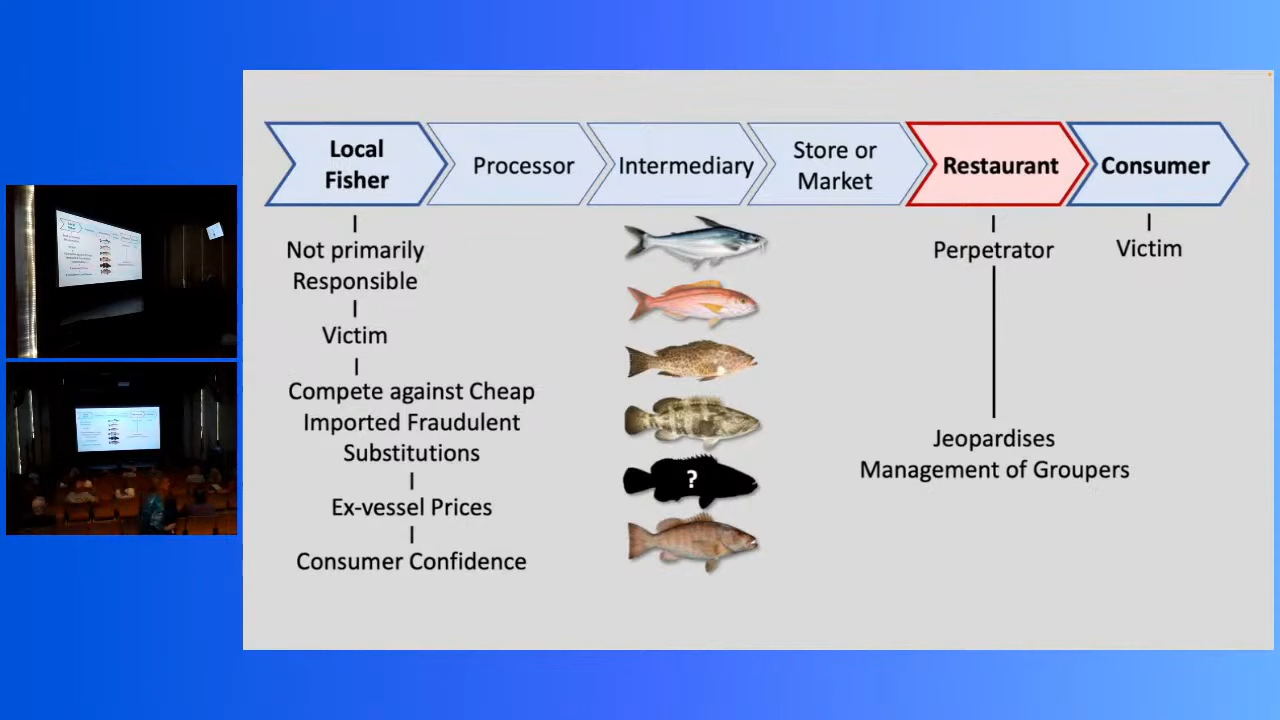 Local
Fisher
Processor
Intermediary
Store or
Market
Restaurant
Consumer
Not primarily
Responsible
Victim
Compete against Cheap
Imported Fraudulent
Substitutions
Ex-vessel Prices
Consumer Confidence
?
Perpetrator
Jeopardises
Management of Groupers
Victim